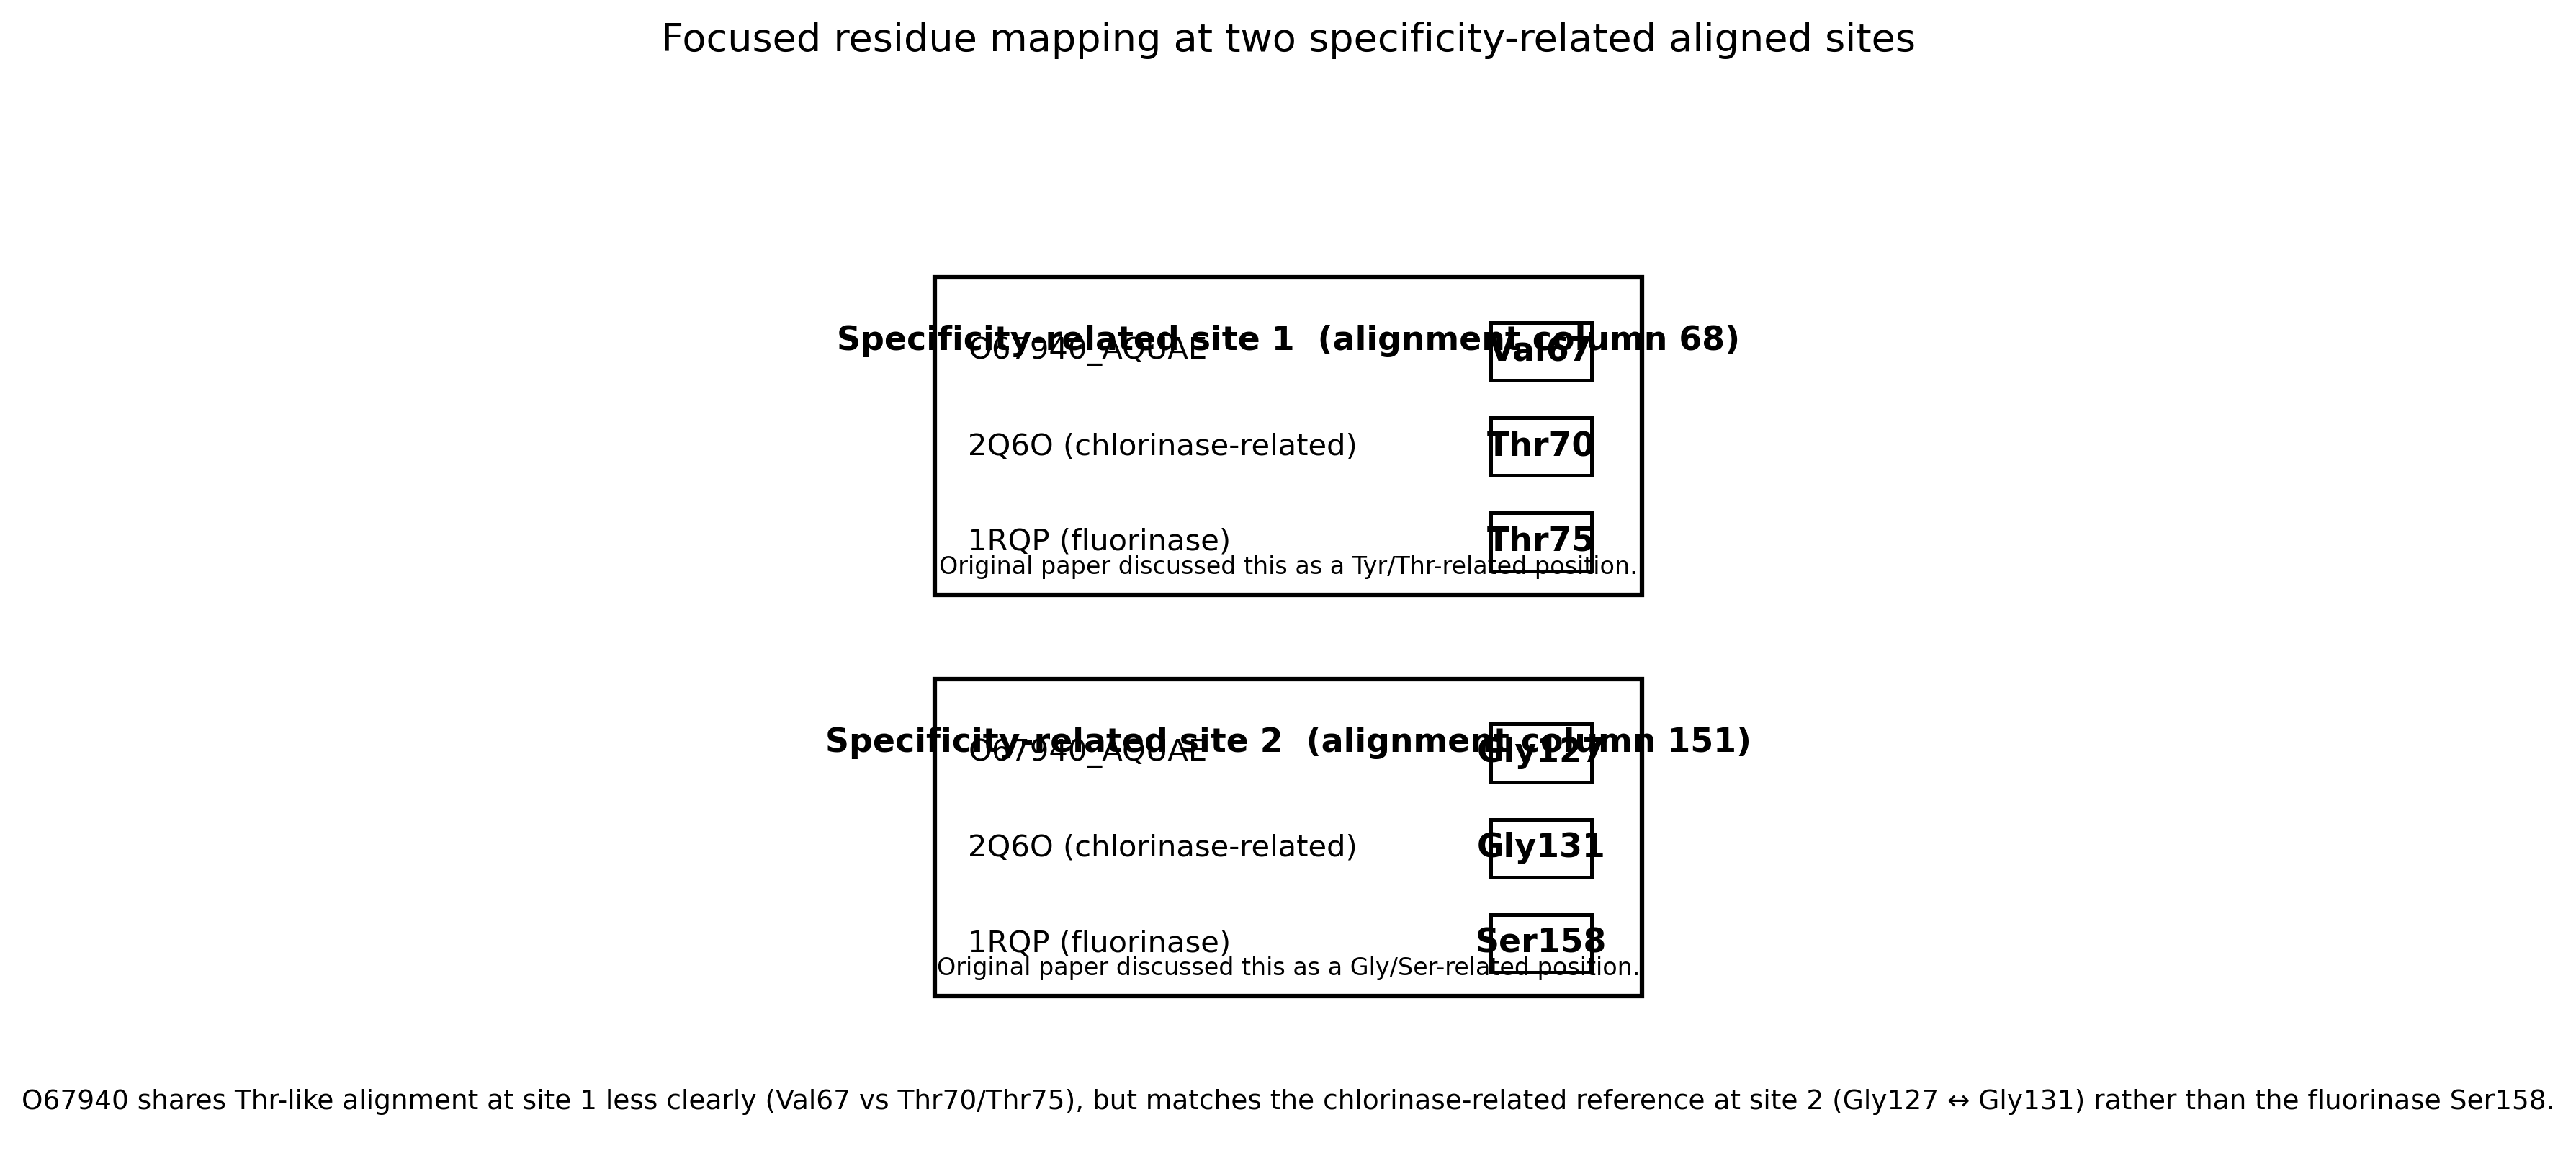 Focused residue mapping at two specificity-related aligned sites
Specificity-related site 1  (alignment column 68)
O67940_AQUAE
Val67
2Q6O (chlorinase-related)
Thr70
1RQP (fluorinase)
Thr75
Original paper discussed this as a Tyr/Thr-related position.
Specificity-related site 2  (alignment column 151)
O67940_AQUAE
Gly127
2Q6O (chlorinase-related)
Gly131
1RQP (fluorinase)
Ser158
Original paper discussed this as a Gly/Ser-related position.
O67940 shares Thr-like alignment at site 1 less clearly (Val67 vs Thr70/Thr75), but matches the chlorinase-related reference at site 2 (Gly127 ↔ Gly131) rather than the fluorinase Ser158.